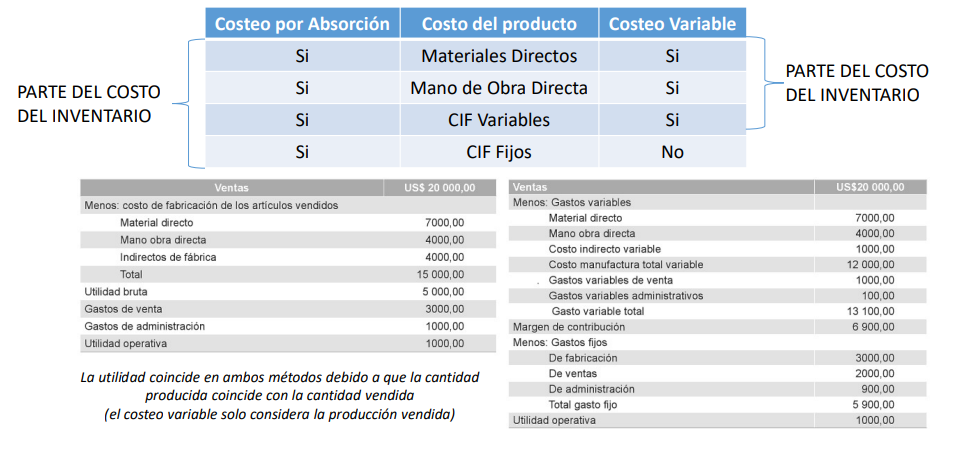 Costeo por Absorción Costo del producto Costeo Variable
Si Materiales Directos Si
Si Mano de Obra Directa Si
Si CIF Variables Si
Si CIF Fijos No
PARTE DEL COSTO
DEL INVENTARIO
PARTE DEL COSTO
DEL INVENTARIO
Ventas US$ 20 000,00
Menos: costo de fabricación de los artículos vendidos
Material directo 7000,00
Mano obra directa 4000,00
Indirectos de fábrica 4000,00
Total 15 000,00
Utilidad bruta 5 000,00
Gastos de venta 3000,00
Gastos de administración 1000,00
Utilidad operativa 1000,00
La utilidad coincide en ambos métodos debido a que la cantidad
producida coincide con la cantidad vendida
(el costeo variable solo considera la producción vendida)
Ventas US$20 000,00
Menos: Gastos variables
Material directo 7000,00
Mano obra directa 4000,00
Costo indirecto variable 1000,00
Costo manufactura total variable 12 000,00
Gastos variables de venta 1000,00
Gastos variables administrativos 100,00
Gasto variable total 13 100,00
Margen de contribución 6 900,00
Menos: Gastos fijos
De fabricación 3000,00
De ventas 2000,00
De administración 900,00
Total gasto fijo 5 900,00
Utilidad operativa 1000,00